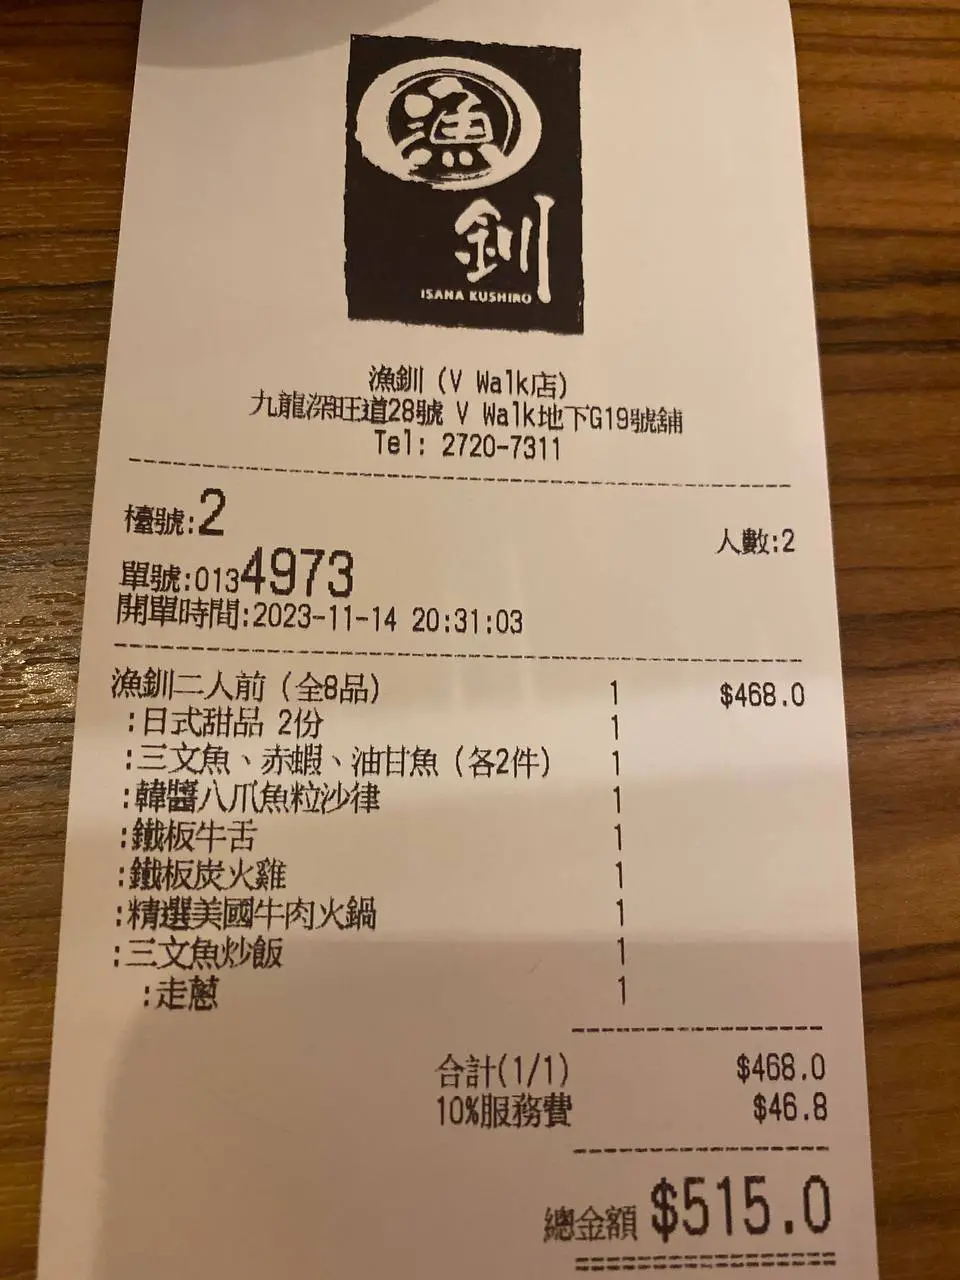 漁
釧
ISANA KUSHIRO
漁釧 (V Walk店)
九龍深旺道28號 V Walk地下G19號舖
Tel: 2720-7311
檯號:2 人數:2
單號:0134973
開單時間:2023-11-14 20:31:03
漁釧二人前 (全8品) 1 $468.0
:日式甜品 2份 1
:三文魚、赤蝦、油甘魚 (各2件) 1
:韓醬八爪魚粒沙律 1
:鐵板牛舌 1
:鐵板炭火雞 1
:精選美國牛肉火鍋 1
:三文魚炒飯 1
:走蔥 1
合計(1/1) $468.0
10%服務費 $46.8
總金額 $515.0